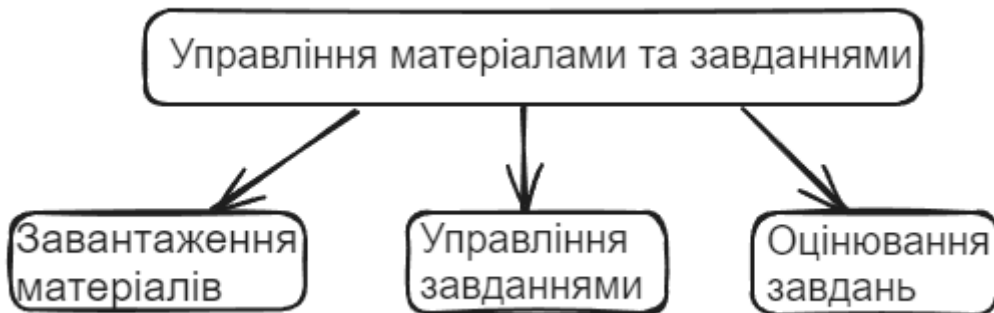 Управління матеріалами та завданнями
Завантаження
матеріалів
Управління
завданнями
Оцінювання
завдань